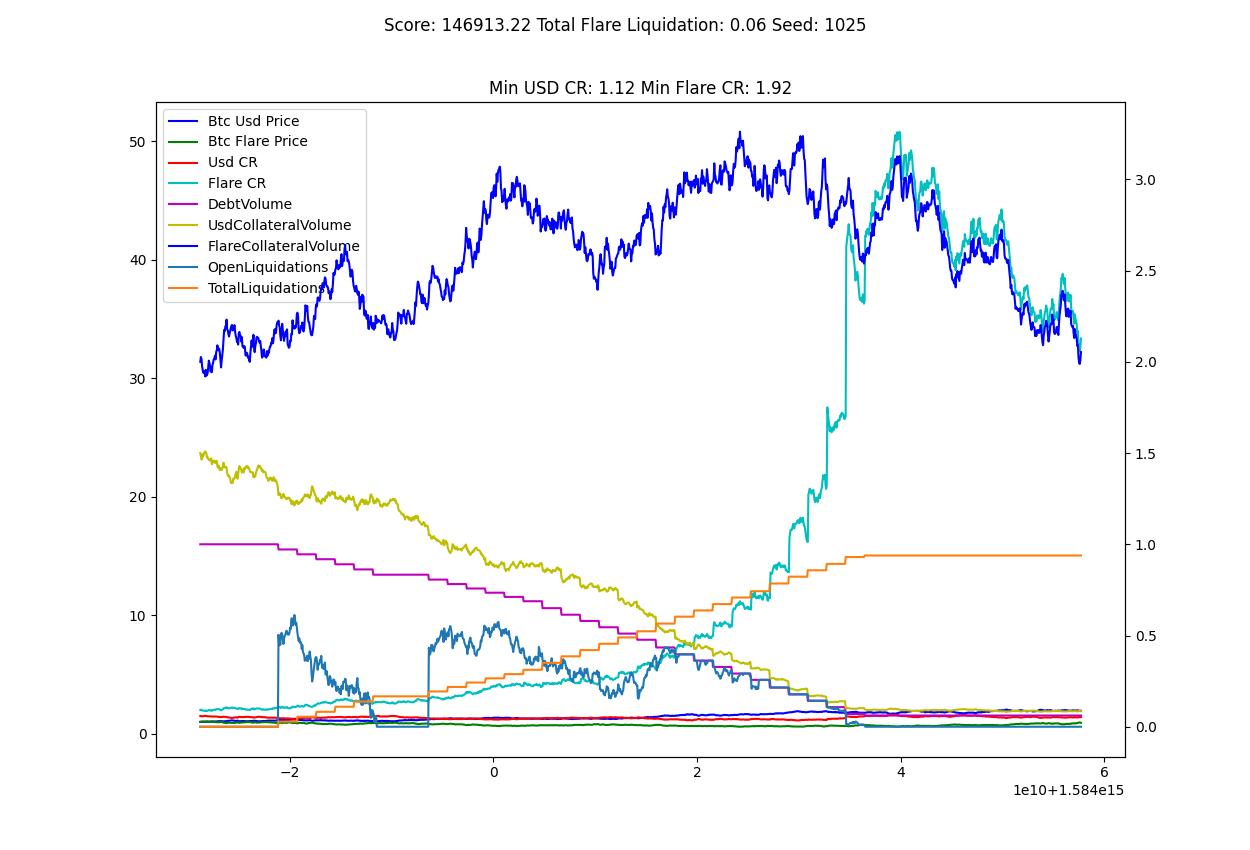 Score: 146913.22 Total Flare Liquidation: 0.06 Seed: 1025
Min USD CR: 1.12 Min Flare CR: 1.92
Btc Usd Price
Btc Flare Price
Usd CR
Flare CR
DebtVolume
UsdCollateralVolume
FlareCollateralVolume
OpenLiquidations
TotalLiquidations
50
40
30
20
10
0
3.0
2.5
2.0
1.5
1.0
0.5
0.0
−2 0 2 4 6
1e10+1.584e15